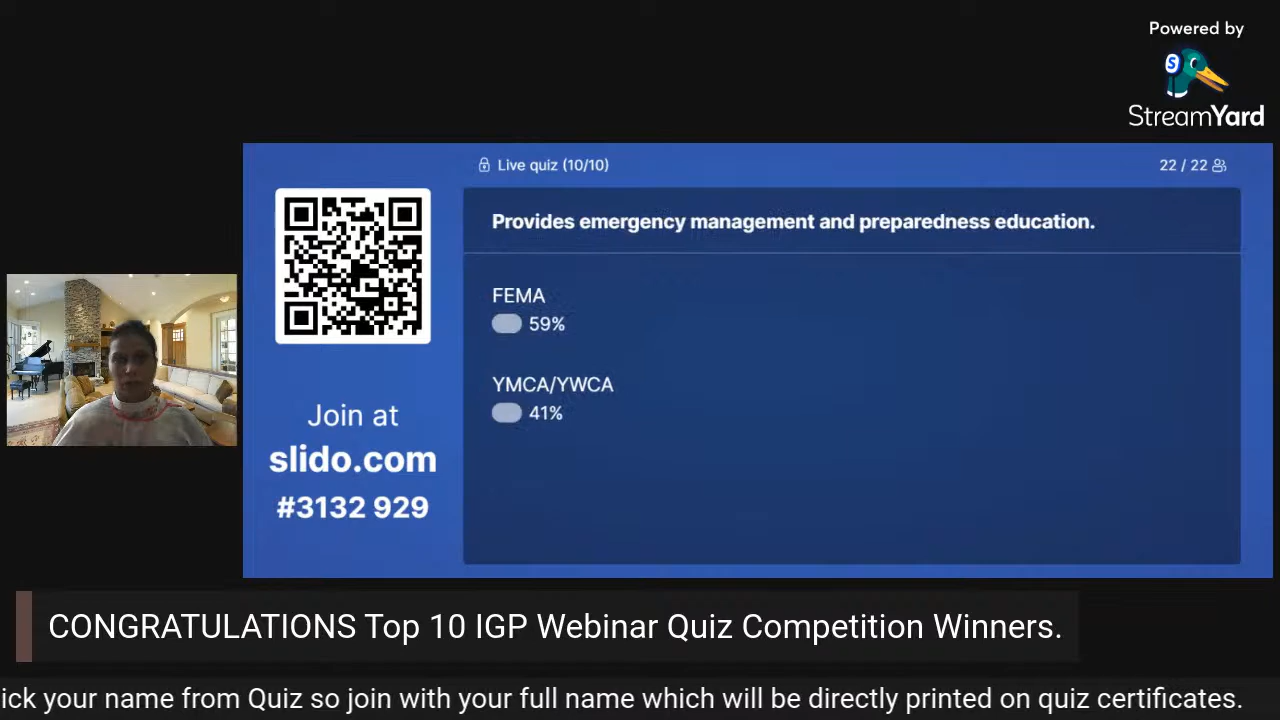 Powered by
StreamYard
Live quiz (10/10)
22 / 22
Provides emergency management and preparedness education.
FEMA
59%
YMCA/YWCA
41%
Join at
slido.com
#3132 929
CONGRATULATIONS Top 10 IGP Webinar Quiz Competition Winners.
ick your name from Quiz so join with your full name which will be directly printed on quiz certificates.